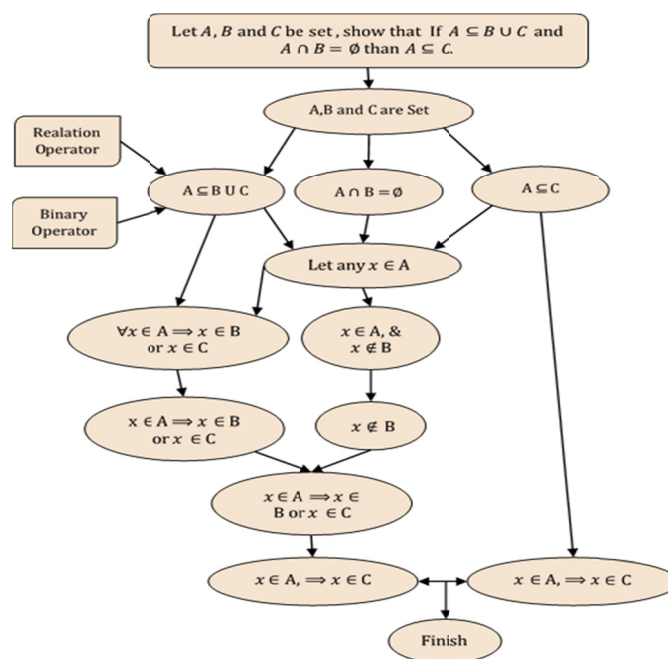 Let A, B and C be set , show that If A ⊆ B ∪ C and
A ∩ B = ∅ than A ⊆ C.
A,B and C are Set
Realation
Operator
Binary
Operator
A ⊆ B U C
A ∩ B = ∅
A ⊆ C
Let any x ∈ A
∀x ∈ A ⟹ x ∈ B
or x ∈ C
x ∈ A, &
x ∉ B
x ∈ A ⟹ x ∈ B
or x ∈ C
x ∉ B
x ∈ A ⟹ x ∈
B or x ∈ C
x ∈ A, ⟹ x ∈ C
x ∈ A, ⟹ x ∈ C
Finish